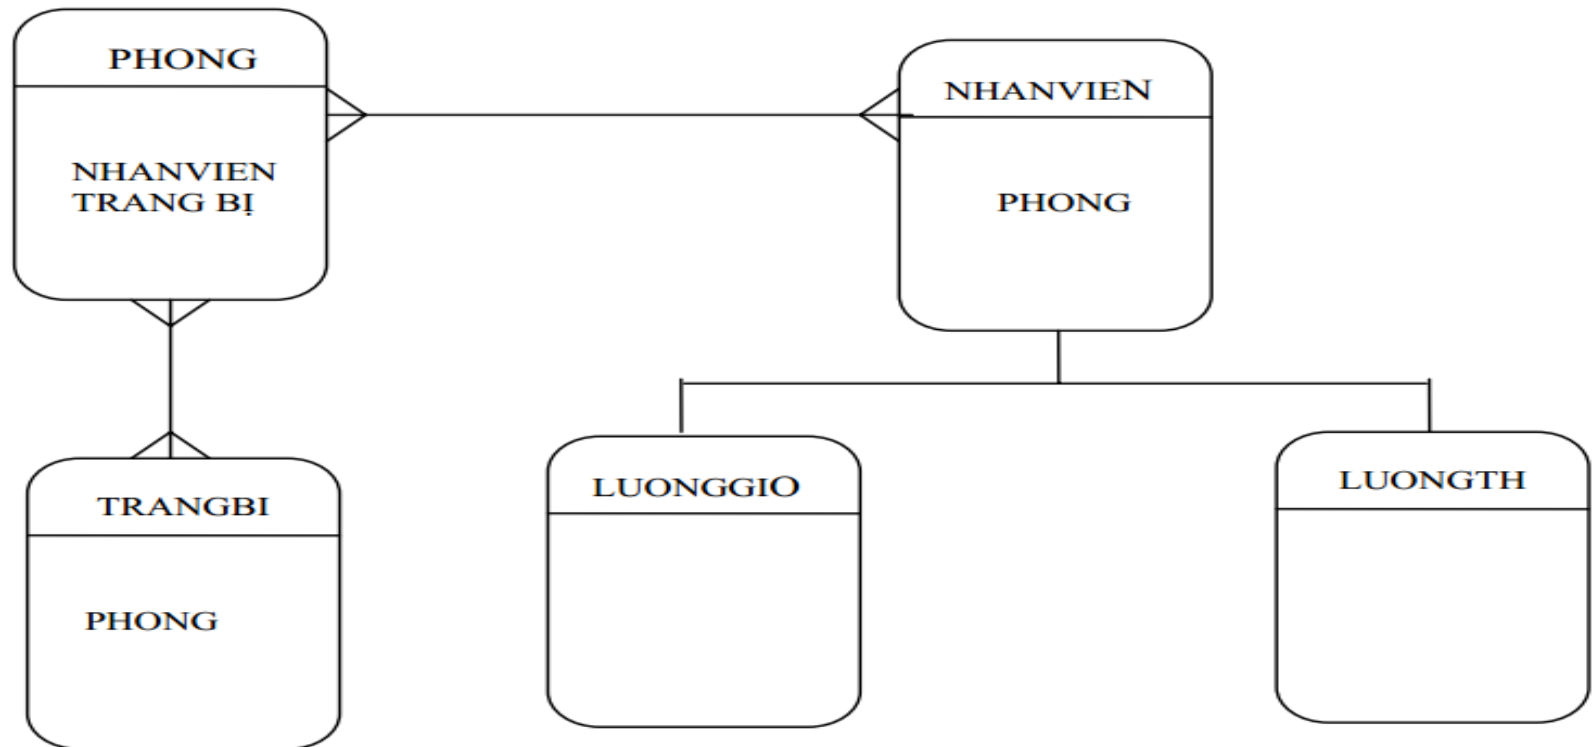 PHONG
NHANVIEN
TRANG BỊ
NHANVIEN
PHONG
TRANGBI
PHONG
LUONGGIO
LUONGTH